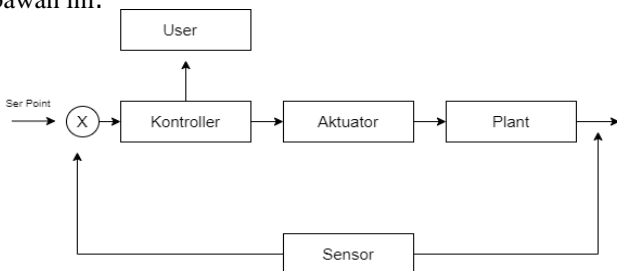 bawah ini.
User
Ser Point
X
Kontroller
Aktuator
Plant
Sensor